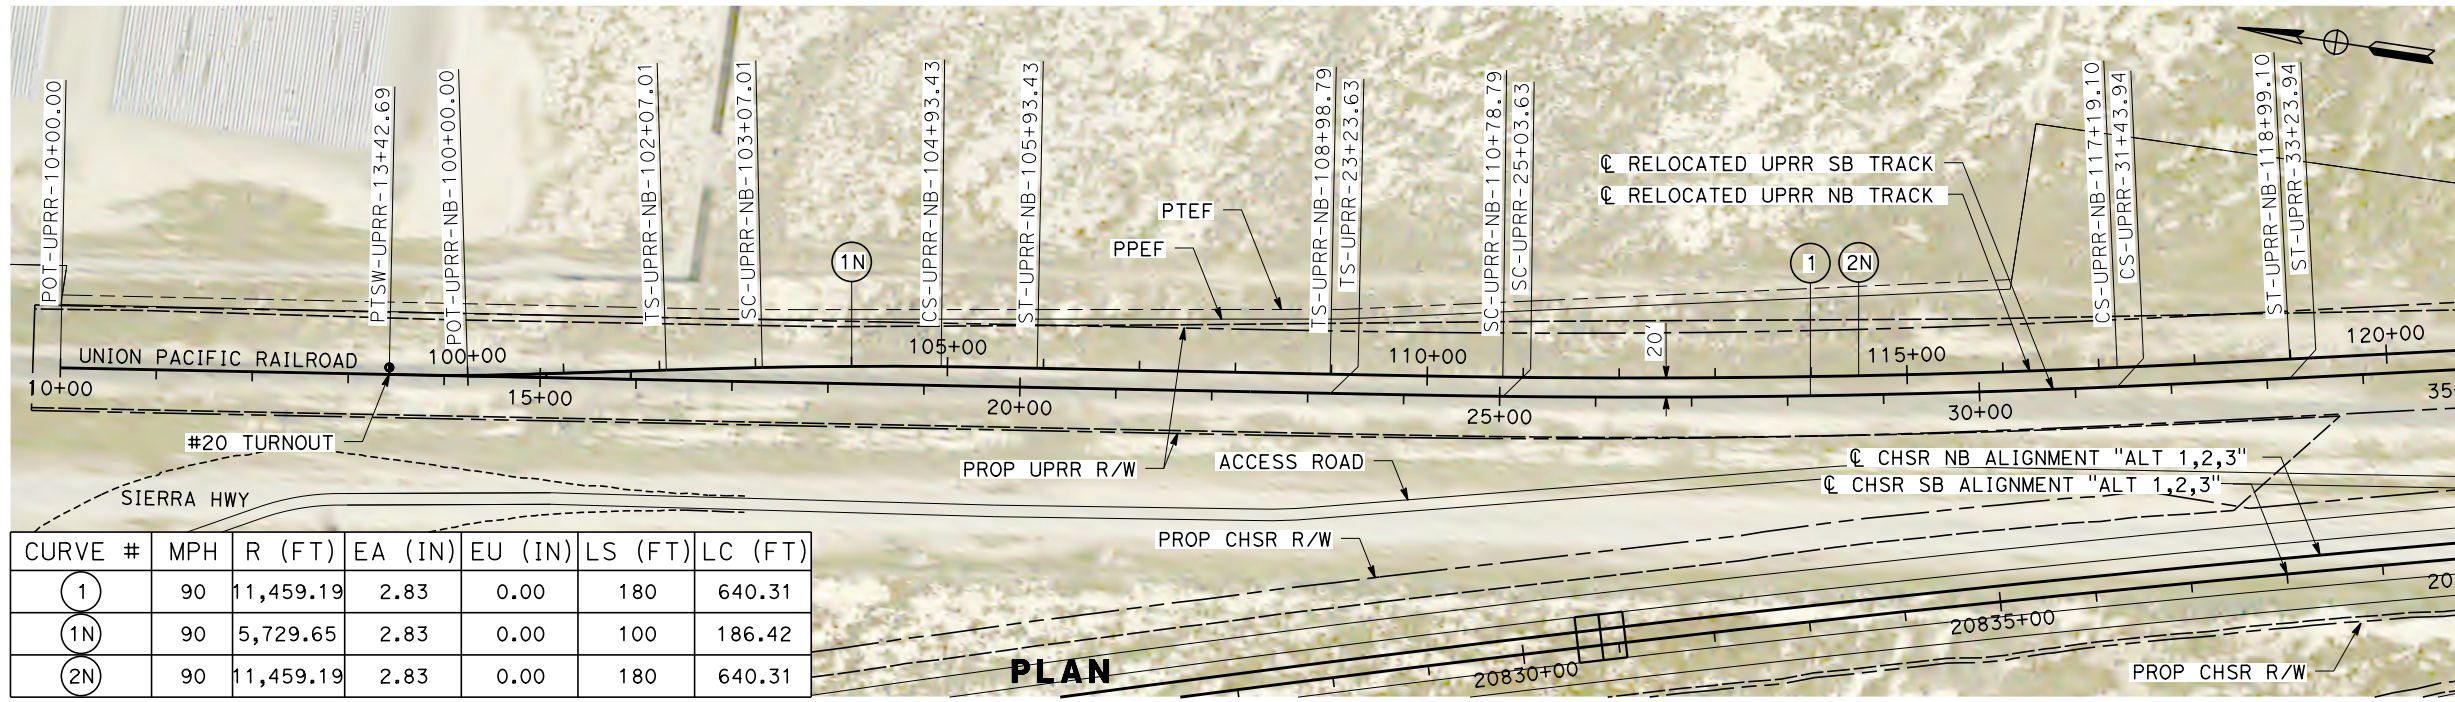 POT-UPRR-10+00.00
PTSW-UPRR-13+42.69
POT-UPRR-NB-100+00.00
TS-UPRR-NB-102+07.01
SC-UPRR-NB-103+07.01
CS-UPRR-NB-104+93.43
ST-UPRR-NB-105+93.43
TS-UPRR-NB-108+98.79
TS-UPRR-23+23.63
SC-UPRR-NB-110+78.79
SC-UPRR-25+03.63
CS-UPRR-NB-117+19.10
CS-UPRR-31+43.94
ST-UPRR-NB-118+99.10
ST-UPRR-33+23.94
℄ RELOCATED UPRR SB TRACK
℄ RELOCATED UPRR NB TRACK
PTEF
PPEF
1N
1
2N
UNION PACIFIC RAILROAD
100+00
105+00
110+00
115+00
120+00
20'
10+00
15+00
20+00
25+00
30+00
35
#20 TURNOUT
PROP UPRR R/W
ACCESS ROAD
℄ CHSR NB ALIGNMENT "ALT 1,2,3"
℄ CHSR SB ALIGNMENT "ALT 1,2,3"
SIERRA HWY
PROP CHSR R/W
CURVE # MPH R (FT) EA (IN) EU (IN) LS (FT) LC (FT)
1 90 11,459.19 2.83 0.00 180 640.31
1N 90 5,729.65 2.83 0.00 100 186.42
2N 90 11,459.19 2.83 0.00 180 640.31
PLAN
20830+00
20835+00
20
PROP CHSR R/W